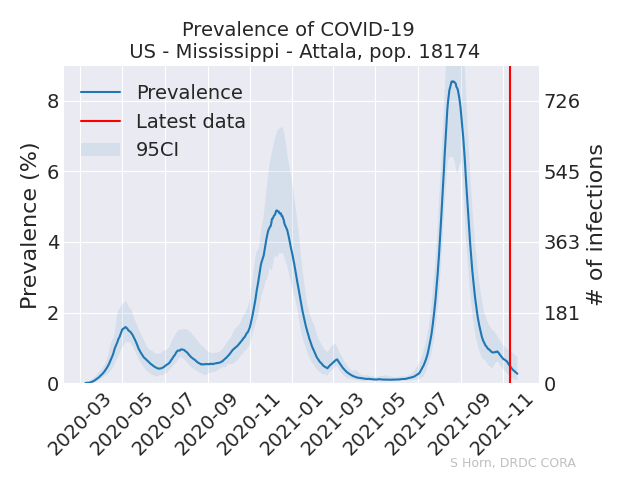 Prevalence of COVID-19
US - Mississippi - Attala, pop. 18174
Prevalence
Latest data
95CI
Prevalence (%)
8
6
4
2
0
# of infections
726
545
363
181
0
2020-03
2020-05
2020-07
2020-09
2020-11
2021-01
2021-03
2021-05
2021-07
2021-09
2021-11
S Horn, DRDC CORA